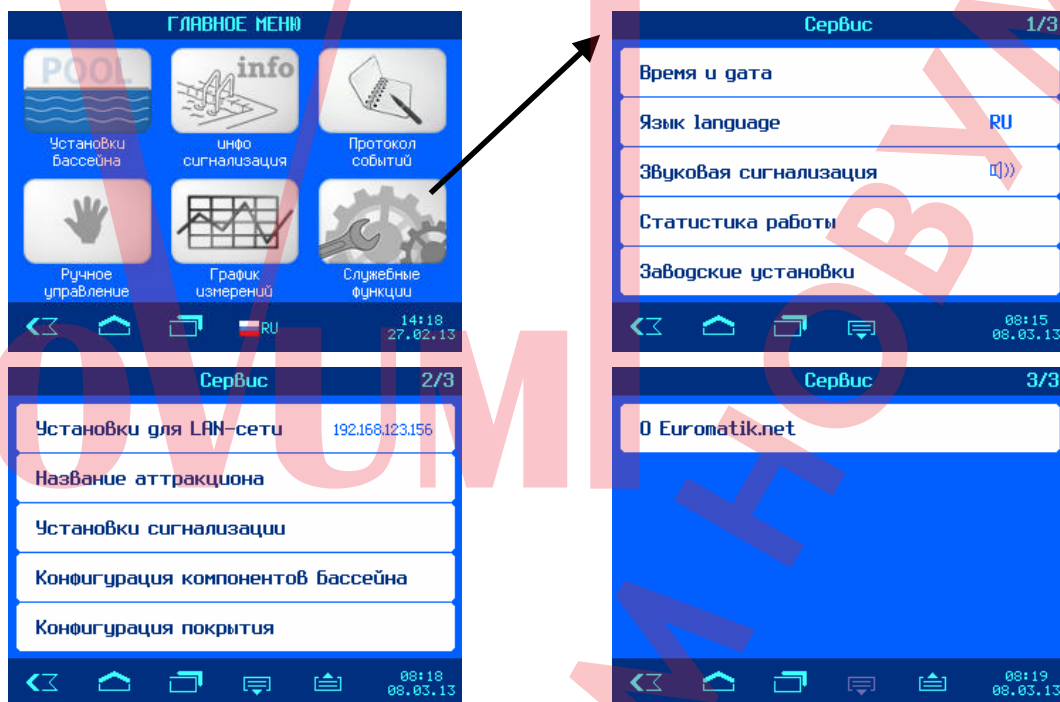 ГЛАВНОЕ МЕНЮ
POOL
info
Установки
бассейна
инфо
сигнализация
Протокол
событий
Ручное
управление
График
измерений
Служебные
функции
RU
14:18
27.02.13
Сервис 1/3
Время и дата
Язык language RU
Звуковая сигнализация
Статистика работы
Заводские установки
08:15
08.03.13
Сервис 2/3
Установки для LAN-сети 192.168.123.156
Название аттракциона
Установки сигнализации
Конфигурация компонентов бассейна
Конфигурация покрытия
08:18
08.03.13
Сервис 3/3
О Euromatik.net
08:19
08.03.13